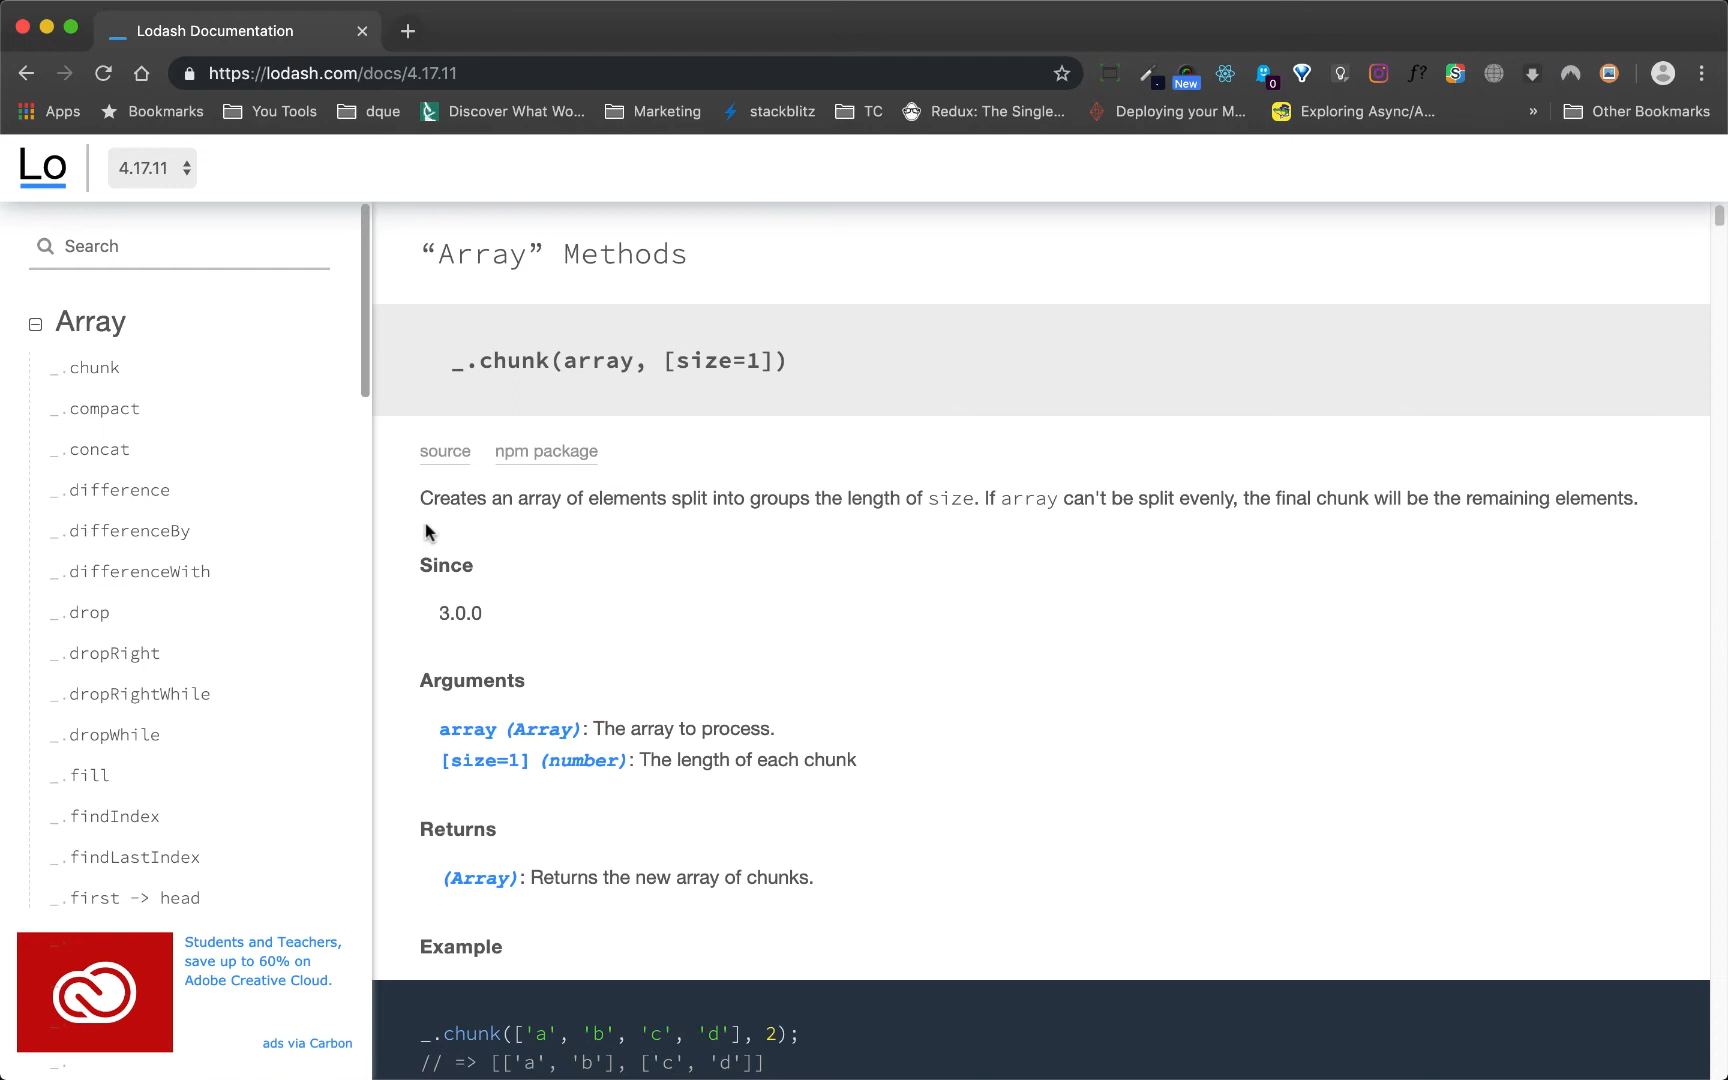 Lodash Documentation
https://lodash.com/docs/4.17.11
New
0
f?
Apps
Bookmarks
You Tools
dque
Discover What Wo...
Marketing
stackblitz
TC
Redux: The Single...
Deploying your M...
Exploring Async/A...
»
Other Bookmarks
Lo
4.17.11
Search
Array
_.chunk
_.compact
_.concat
_.difference
_.differenceBy
_.differenceWith
_.drop
_.dropRight
_.dropRightWhile
_.dropWhile
_.fill
_.findIndex
_.findLastIndex
_.first -> head
Students and Teachers,
save up to 60% on
Adobe Creative Cloud.
ads via Carbon
“Array” Methods
_.chunk(array, [size=1])
source npm package
Creates an array of elements split into groups the length of size. If array can't be split evenly, the final chunk will be the remaining elements.
Since
3.0.0
Arguments
array (Array): The array to process.
[size=1] (number): The length of each chunk
Returns
(Array): Returns the new array of chunks.
Example
_.chunk(['a', 'b', 'c', 'd'], 2);
// => [['a', 'b'], ['c', 'd']]